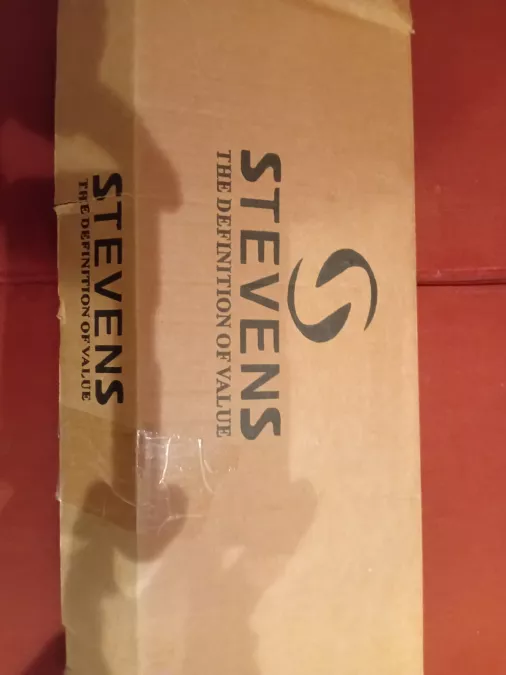 STEVENS
THE DEFINITION OF VALUE
STEVENS
THE DEFINITION OF VALUE